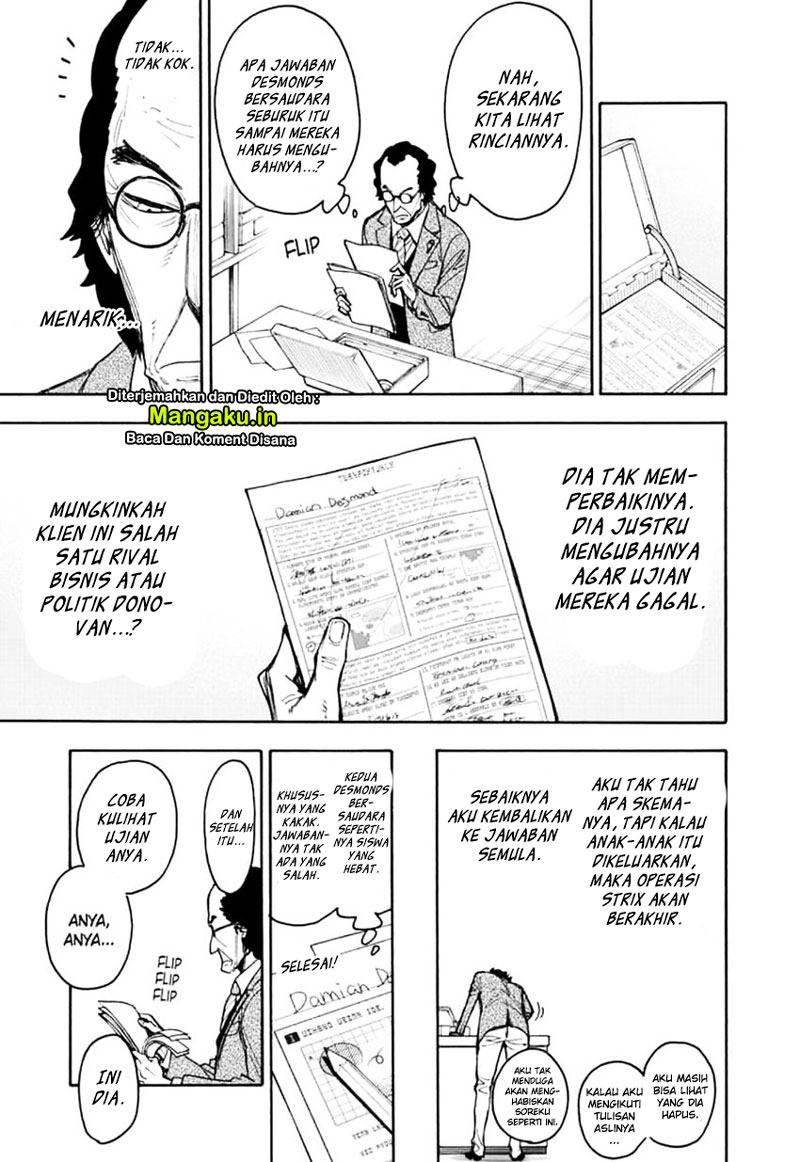 NAH,
SEKARANG
KITA LIHAT
RINCIANNYA.
APA JAWABAN
DESMONDS
BERSAUDARA
SEBURUK ITU
SAMPAI MEREKA
HARUS MENGU-
BAHNYA...?
FLIP
TIDAK...
TIDAK KOK.
MENARIK...
Diterjemahkan dan Diedit Oleh :
Mangaku.in
Baca Dan Koment Disana
DIA TAK MEM-
PERBAIKINYA.
DIA JUSTRU
MENGUBAHNYA
AGAR UJIAN
MEREKA GAGAL.
Damian Desmond
MUNGKINKAH
KLIEN INI SALAH
SATU RIVAL
BISNIS ATAU
POLITIK DONO-
VAN...?
AKU TAK TAHU
APA SKEMA-
NYA, TAPI KALAU
ANAK-ANAK ITU
DIKELUARKAN,
MAKA OPERASI
STRIX AKAN
BERAKHIR.
SEBAIKNYA
AKU KEMBALIKAN
KE JAWABAN
SEMULA.
AKU MASIH
BISA LIHAT
YANG DIA
HAPUS.
KALAU AKU
MENGIKUTI
TULISAN
ASLINYA
...
AKU TAK
MENDUGA
AKAN MENG-
HABISKAN
SOREKU
SEPERTI INI.
KEDUA
DESMONDS
BER-
SAUDARA
SEPERTI-
NYA SISWA
YANG
HEBAT.
KHUSUS-
NYA YANG
KAKAK.
JAWABAN-
NYA TAK
ADA YANG
SALAH.
SELESAI!
Damian De
1
DAN
SETELAH
ITU...
COBA
KULIHAT
UJIAN
ANYA.
ANYA,
ANYA...
FLIP
FLIP
FLIP
INI
DIA.